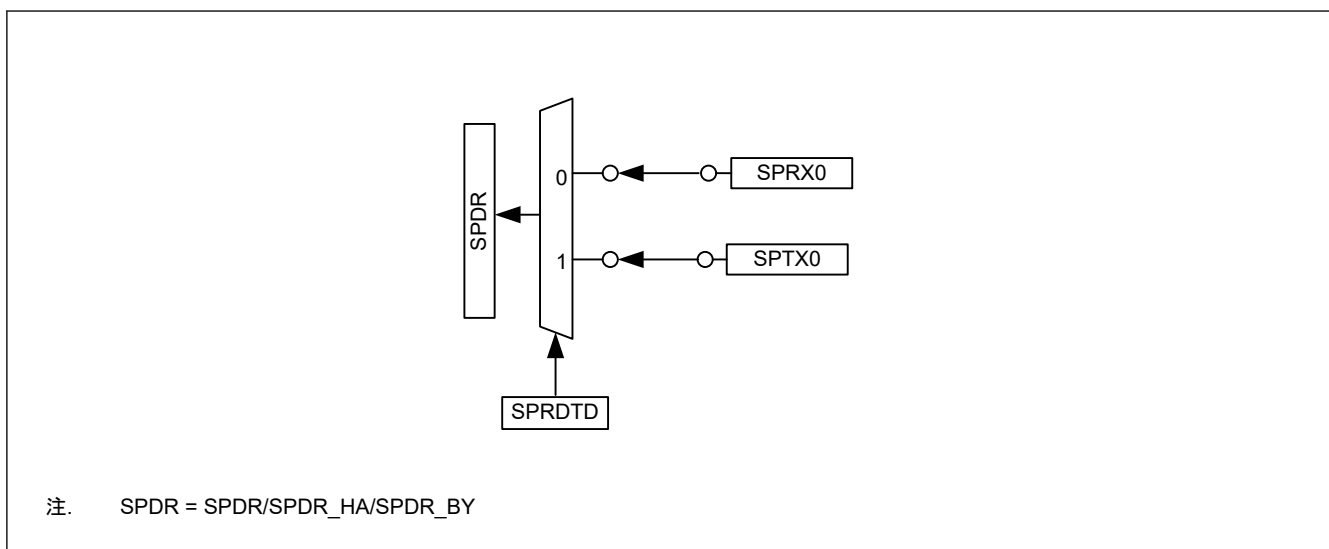 SPDR
0
SPRX0
1
SPTX0
SPRDTD
注. SPDR = SPDR/SPDR_HA/SPDR_BY